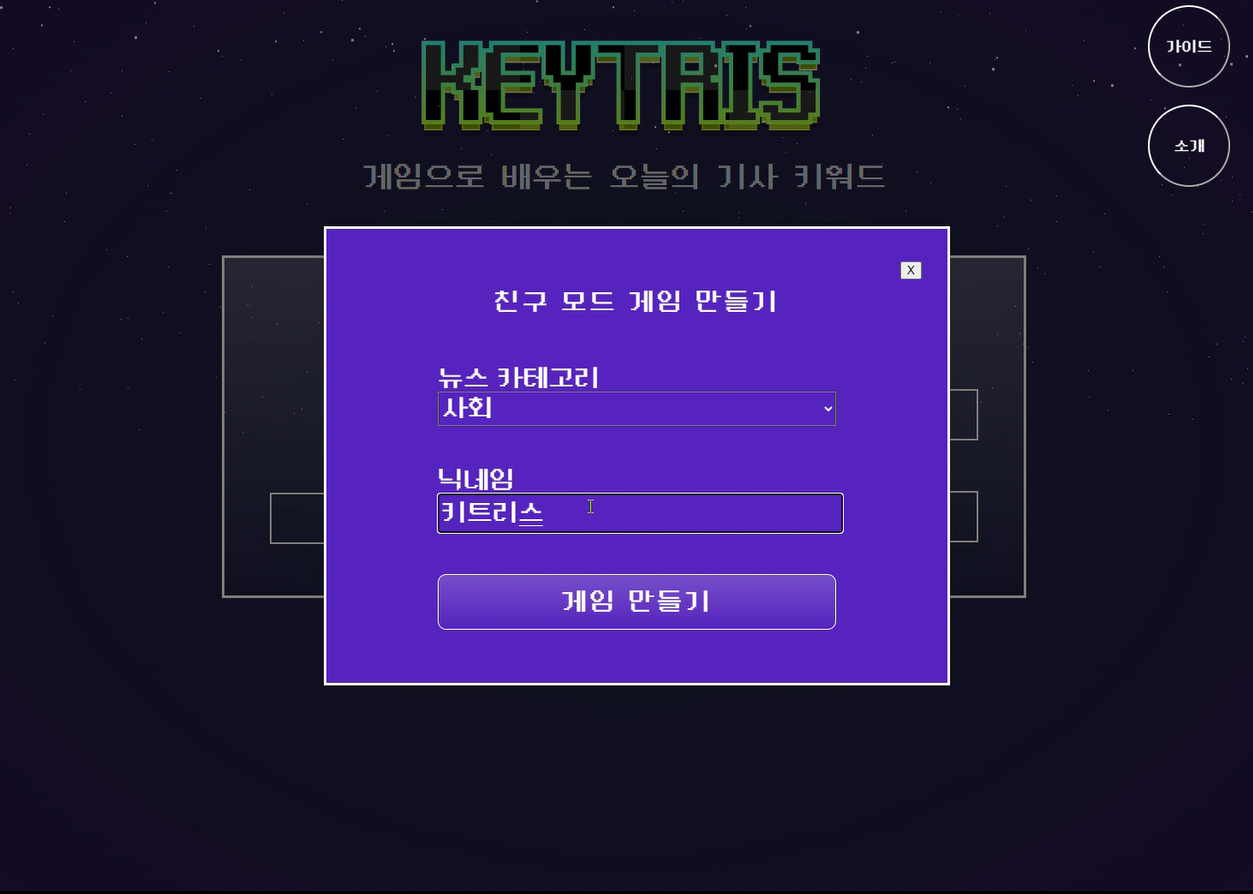 KEYTRIS
가이드
소개
게임으로 배우는 오늘의 기사 키워드
X
친구 모드 게임 만들기
뉴스 카테고리
사회
닉네임
키트리스
게임 만들기